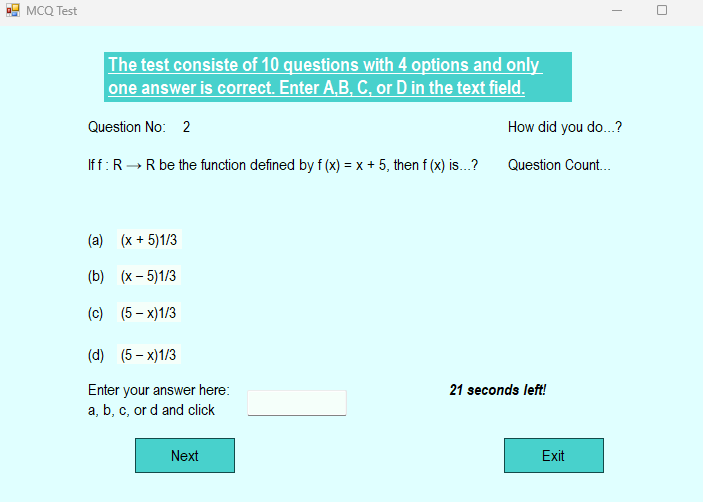 MCQ Test
The test consiste of 10 questions with 4 options and only
one answer is correct. Enter A,B, C, or D in the text field.
Question No: 2
How did you do...?
If f : R → R be the function defined by f (x) = x + 5, then f (x) is...?
Question Count...
(a) (x + 5)1/3
(b) (x – 5)1/3
(c) (5 – x)1/3
(d) (5 – x)1/3
Enter your answer here:
a, b, c, or d and click
21 seconds left!
Next
Exit